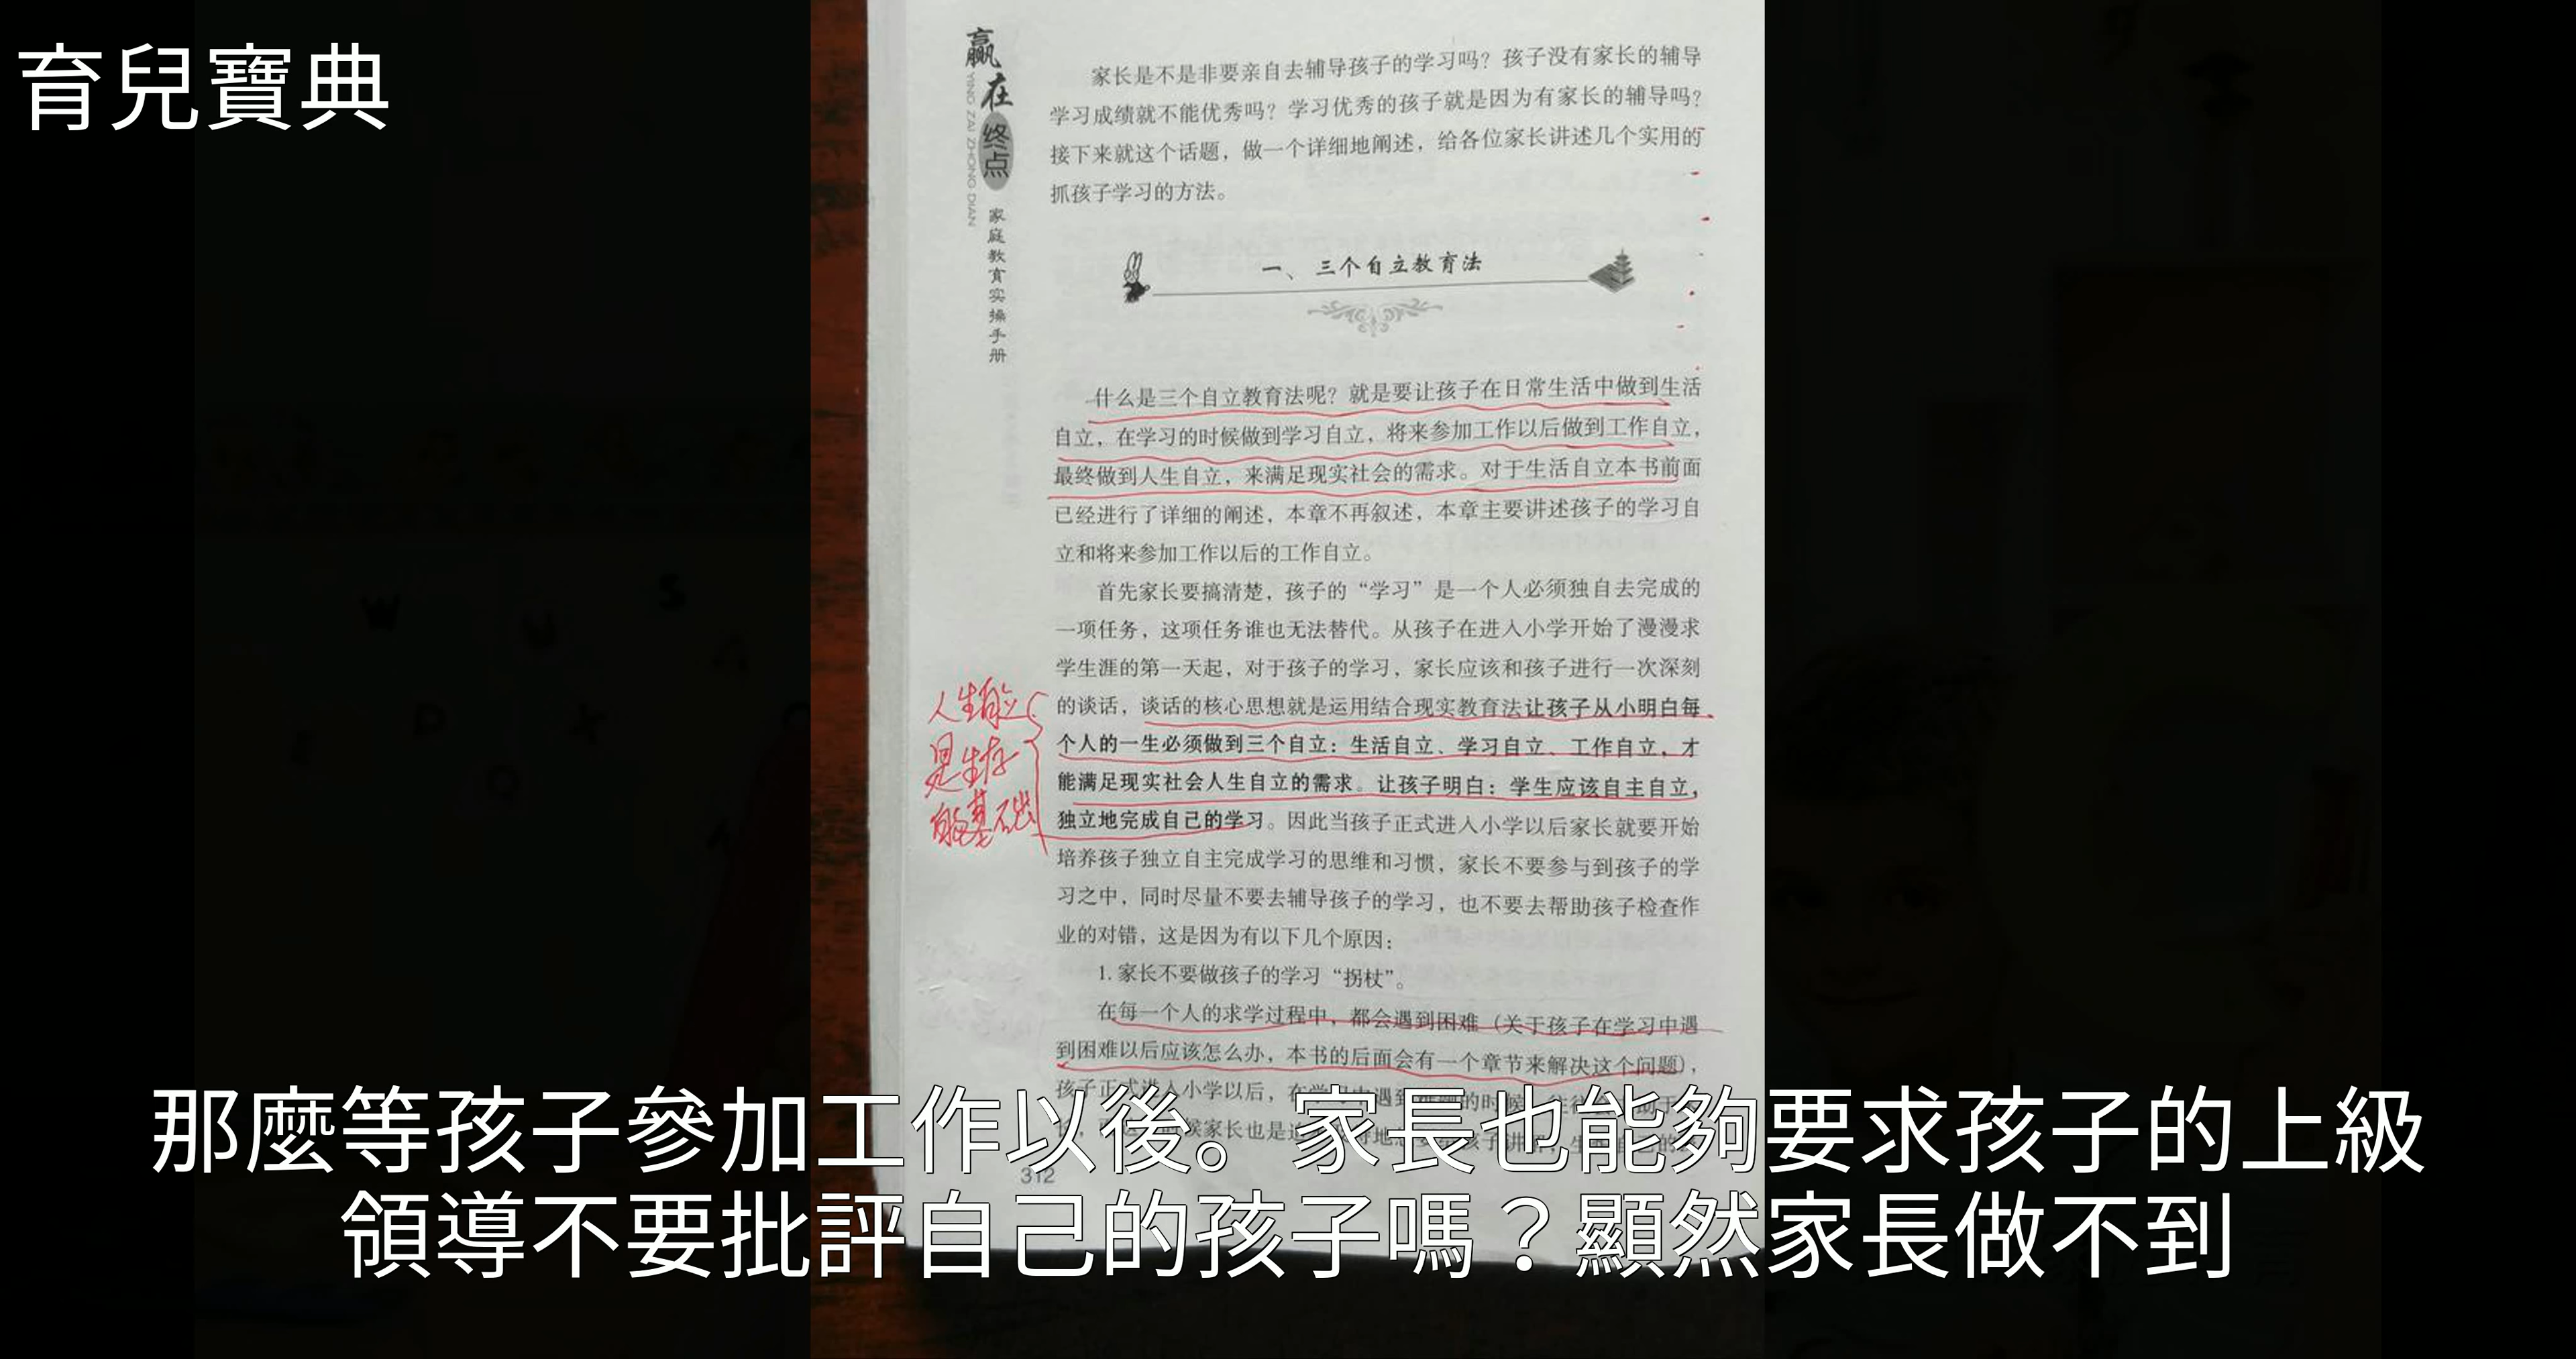 育兒寶典
赢在终点
YING ZAI ZHONG DIAN
家庭教育实操手册
家长是不是非要亲自去辅导孩子的学习吗？孩子没有家长的辅导
学习成绩就不能优秀吗？学习优秀的孩子就是因为有家长的辅导吗？
接下来就这个话题，做一个详细地阐述，给各位家长讲述几个实用的
抓孩子学习的方法。
一、三个自立教育法
什么是三个自立教育法呢？就是要让孩子在日常生活中做到生活
自立，在学习的时候做到学习自立，将来参加工作以后做到工作自立，
最终做到人生自立，来满足现实社会的需求。对于生活自立本书前面
已经进行了详细的阐述，本章不再叙述，本章主要讲述孩子的学习自
立和将来参加工作以后的工作自立。
首先家长要搞清楚，孩子的“学习”是一个人必须独自去完成的
一项任务，这项任务谁也无法替代。从孩子在进入小学开始了漫漫求
学生涯的第一天起，对于孩子的学习，家长应该和孩子进行一次深刻
的谈话，谈话的核心思想就是运用结合现实教育法让孩子从小明白每
个人的一生必须做到三个自立：生活自立、学习自立、工作自立，才
能满足现实社会人生自立的需求。让孩子明白：学生应该自主自立，
独立地完成自己的学习。因此当孩子正式进入小学以后家长就要开始
培养孩子独立自主完成学习的思维和习惯，家长不要参与到孩子的学
习之中，同时尽量不要去辅导孩子的学习，也不要去帮助孩子检查作
业的对错，这是因为有以下几个原因：
人生自立
是生存
的基础
1. 家长不要做孩子的学习“拐杖”。
在每一个人的求学过程中，都会遇到困难（关于孩子在学习中遇
到困难以后应该怎么办，本书的后面会有一个章节来解决这个问题），
孩子正式进入小学以后，在学习中遇到
312
那麼等孩子參加工作以後。家長也能夠要求孩子的上級
領導不要批評自己的孩子嗎？顯然家長做不到